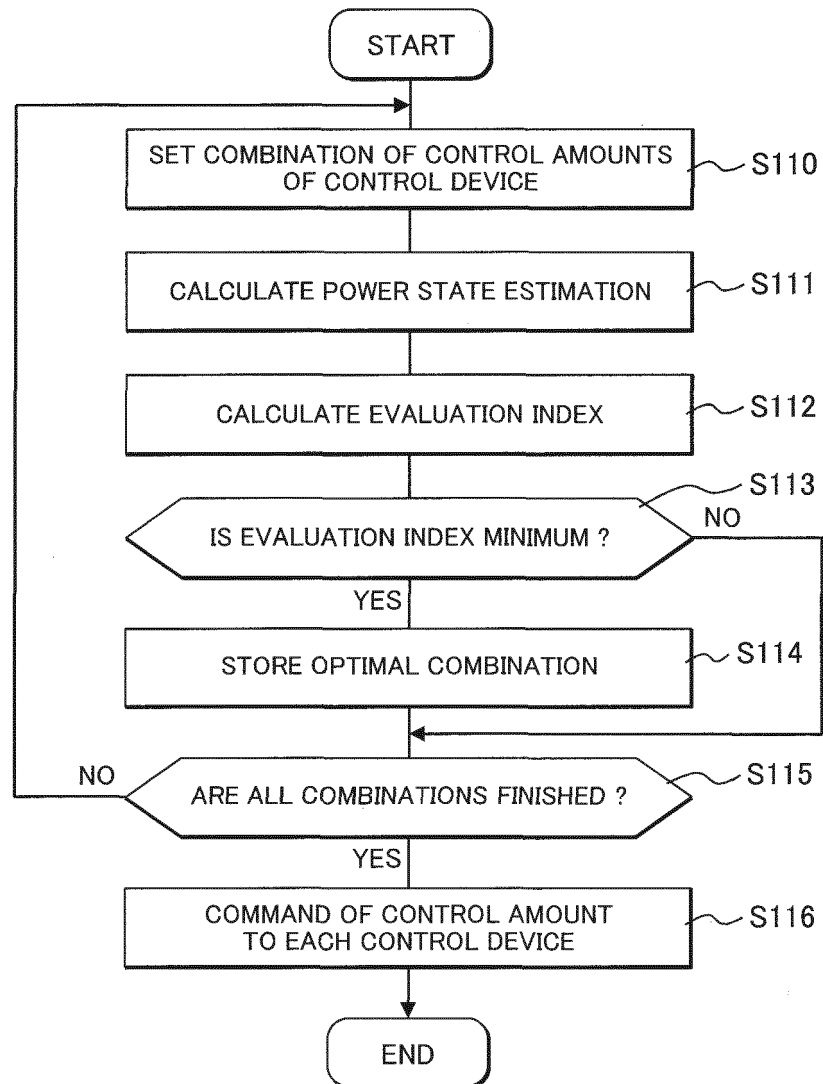 START
SET COMBINATION OF CONTROL AMOUNTS
OF CONTROL DEVICE
S110
CALCULATE POWER STATE ESTIMATION
S111
CALCULATE EVALUATION INDEX
S112
S113
IS EVALUATION INDEX MINIMUM ?
NO
YES
STORE OPTIMAL COMBINATION
S114
NO
ARE ALL COMBINATIONS FINISHED ?
S115
YES
COMMAND OF CONTROL AMOUNT
TO EACH CONTROL DEVICE
S116
END